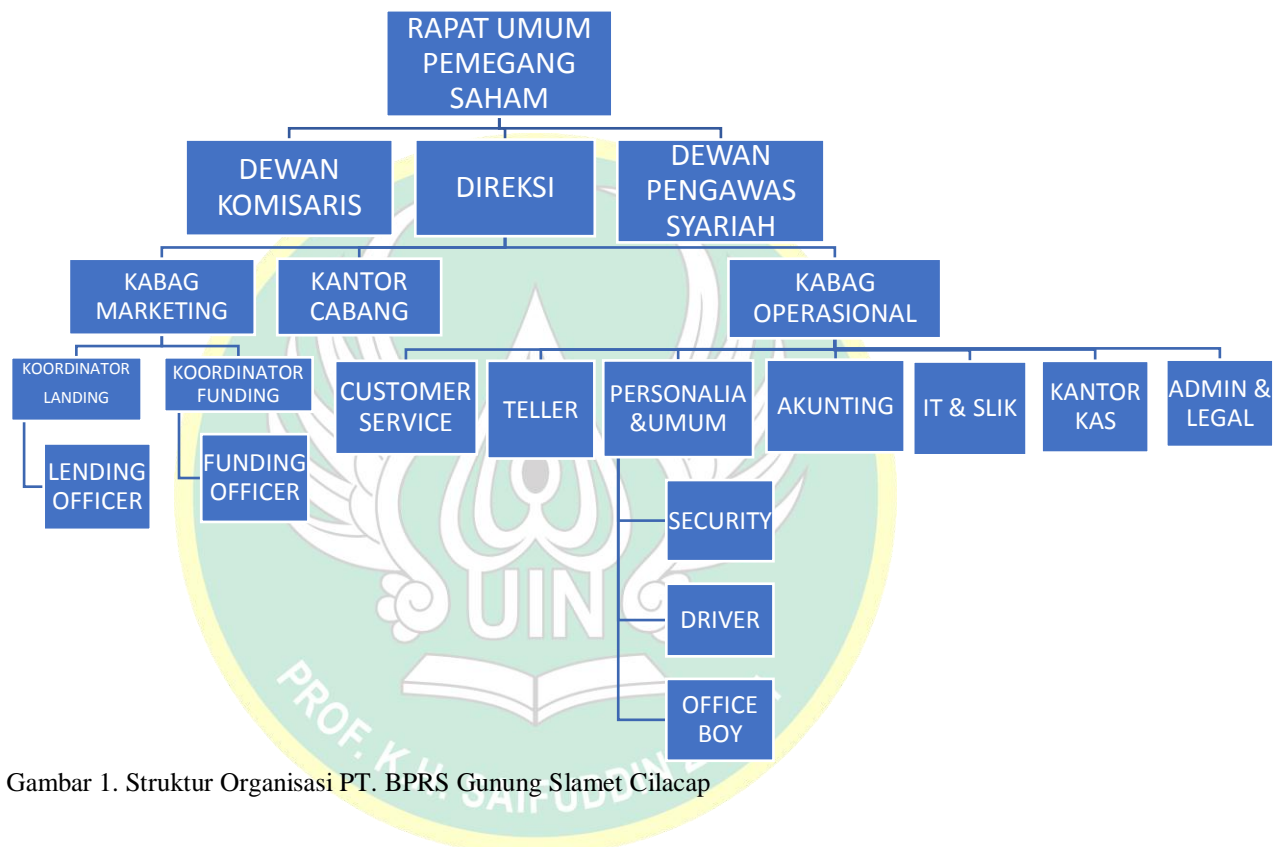 RAPAT UMUM
PEMEGANG
SAHAM
DEWAN
KOMISARIS
DIREKSI
DEWAN
PENGAWAS
SYARIAH
KABAG
MARKETING
KANTOR
CABANG
KABAG
OPERASIONAL
KOORDINATOR
LANDING
KOORDINATOR
FUNDING
CUSTOMER
SERVICE
TELLER
PERSONALIA
&UMUM
AKUNTING
IT & SLIK
KANTOR
KAS
ADMIN &
LEGAL
LENDING
OFFICER
FUNDING
OFFICER
SECURITY
DRIVER
OFFICE
BOY
UIN
PROF. K.H. SAIFUDDIN
Gambar 1. Struktur Organisasi PT. BPRS Gunung Slamet Cilacap